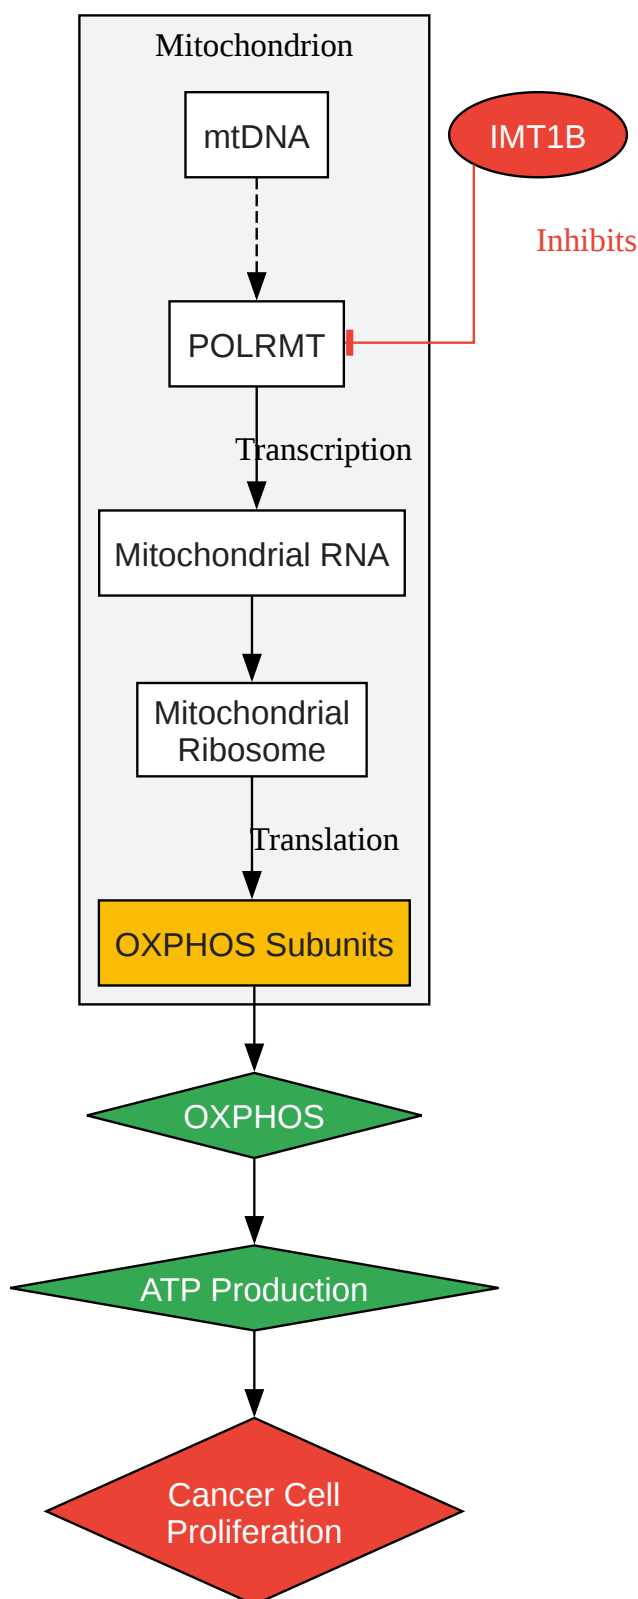 Mitochondrion
mtDNA
IMT1B
Inhibits
POLRMT
Transcription
Mitochondrial RNA
Mitochondrial
Ribosome
Translation
OXPHOS Subunits
OXPHOS
ATP Production
Cancer Cell
Proliferation